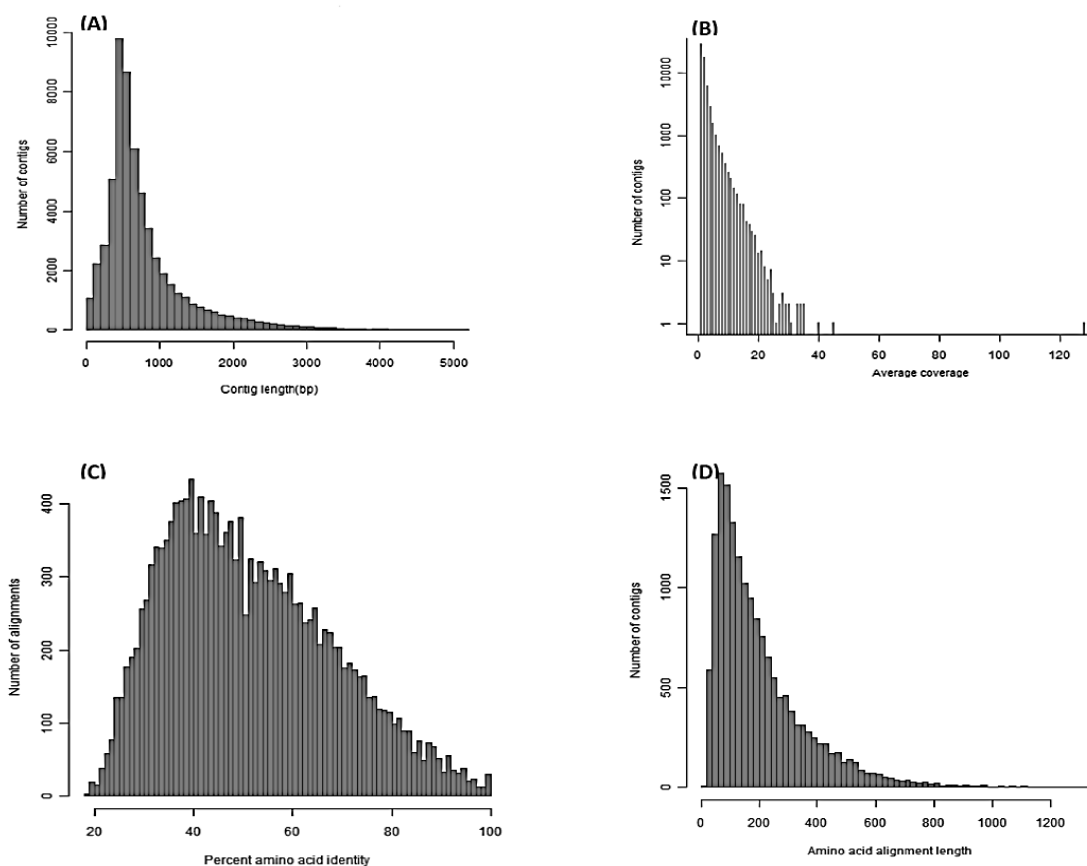 (A)
Number of contigs
10000
8000
6000
4000
2000
0
0 1000 2000 3000 4000 5000
Contig length(bp)
(B)
Number of contigs
10000
1000
100
10
1
0 20 40 60 80 100 120
Average coverage
(C)
Number of alignments
400
300
200
100
0
20 40 60 80 100
Percent amino acid identity
(D)
Number of contigs
1500
1000
500
0
0 200 400 600 800 1000 1200
Amino acid alignment length